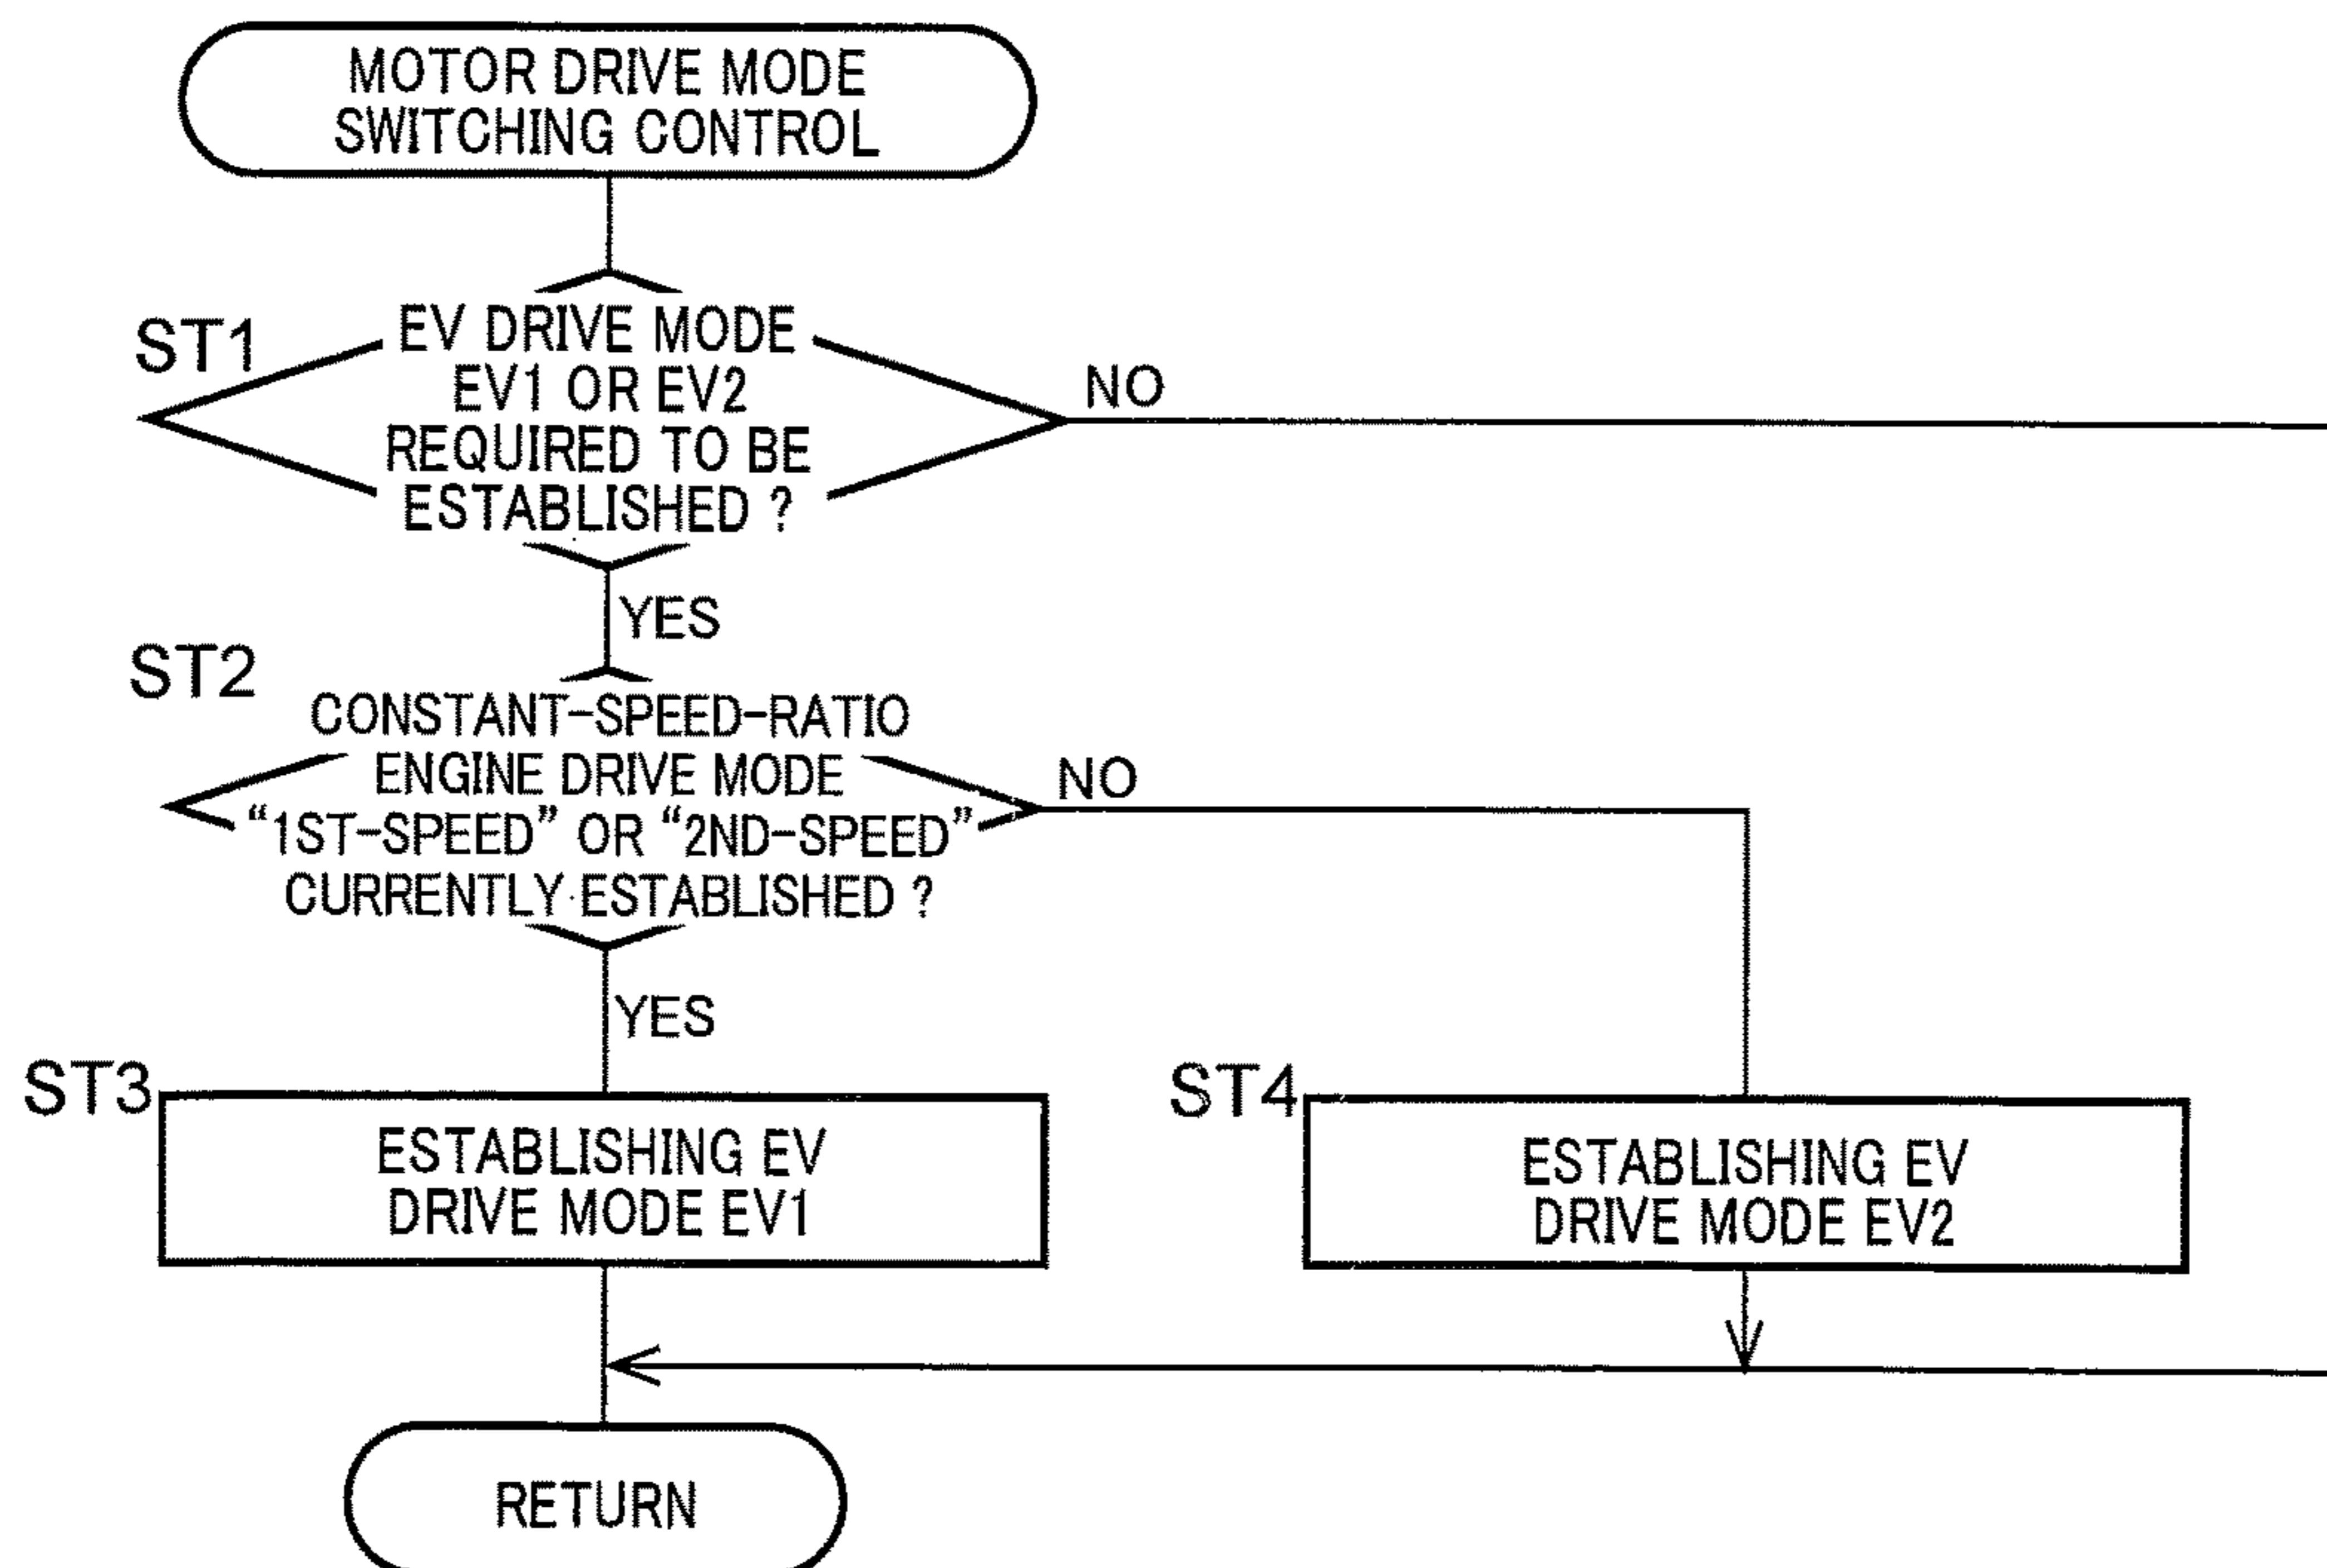 MOTOR DRIVE MODE
SWITCHING CONTROL
ST1
EV DRIVE MODE
EV1 OR EV2
REQUIRED TO BE
ESTABLISHED ?
NO
YES
ST2
CONSTANT-SPEED-RATIO
ENGINE DRIVE MODE
“1ST-SPEED” OR “2ND-SPEED”
CURRENTLY ESTABLISHED ?
NO
YES
ST3
ESTABLISHING EV
DRIVE MODE EV1
ST4
ESTABLISHING EV
DRIVE MODE EV2
RETURN